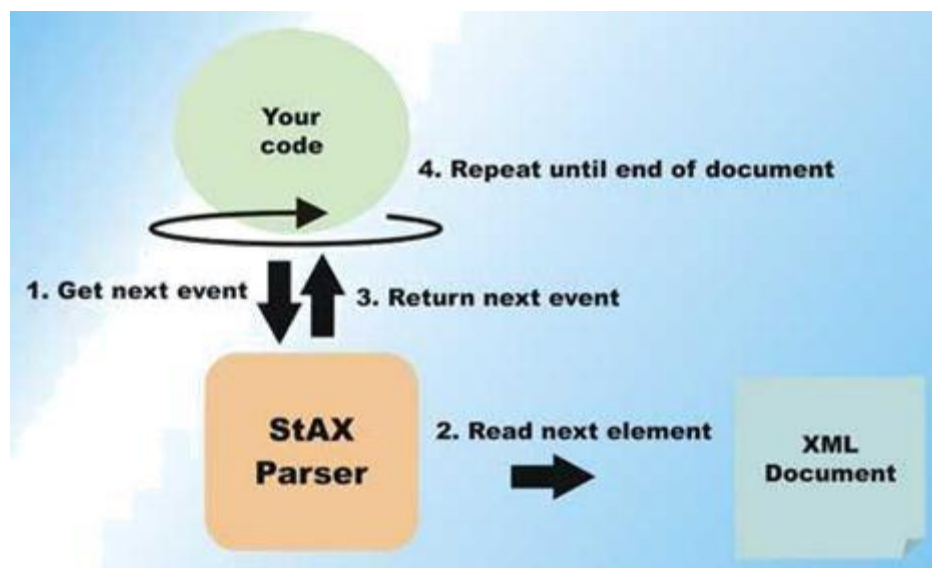 Your
code
4. Repeat until end of document
1. Get next event
3. Return next event
StAX
Parser
2. Read next element
XML
Document